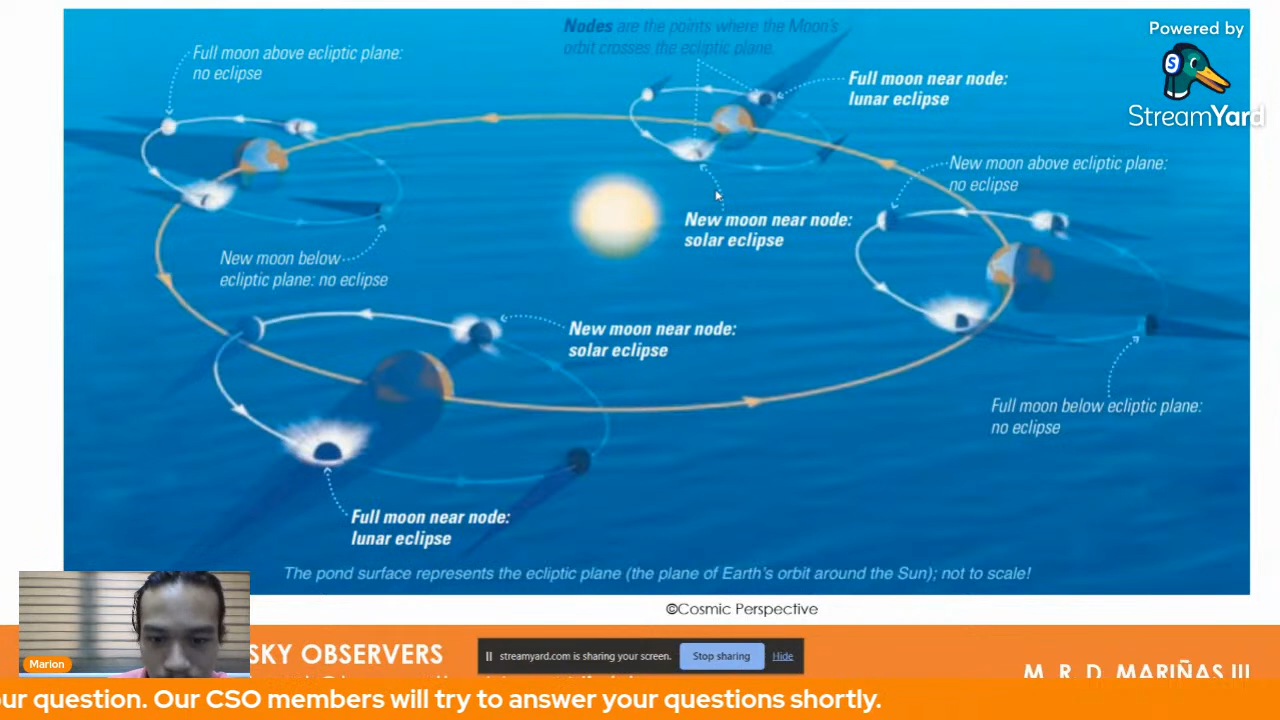 Nodes are the points where the Moon's
orbit crosses the ecliptic plane.
Powered by
StreamYard
Full moon above ecliptic plane:
no eclipse
Full moon near node:
lunar eclipse
New moon above ecliptic plane:
no eclipse
New moon near node:
solar eclipse
New moon below
ecliptic plane: no eclipse
New moon near node:
solar eclipse
Full moon below ecliptic plane:
no eclipse
Full moon near node:
lunar eclipse
The pond surface represents the ecliptic plane (the plane of Earth's orbit around the Sun); not to scale!
©Cosmic Perspective
SKY OBSERVERS
streamyard.com is sharing your screen.
Stop sharing
Hide
M. R. D. MARIÑAS III
Marion
our question. Our CSO members will try to answer your questions shortly.